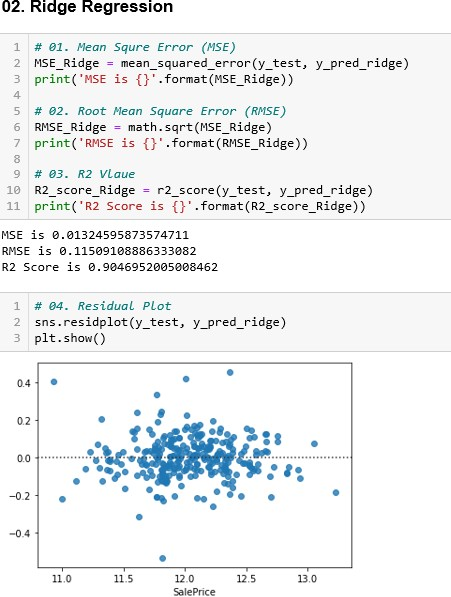 02. Ridge Regression
1 # 01. Mean Squre Error (MSE)
2 MSE_Ridge = mean_squared_error(y_test, y_pred_ridge)
3 print('MSE is {}'.format(MSE_Ridge))
4
5 # 02. Root Mean Square Error (RMSE)
6 RMSE_Ridge = math.sqrt(MSE_Ridge)
7 print('RMSE is {}'.format(RMSE_Ridge))
8
9 # 03. R2 Vlaue
10 R2_score_Ridge = r2_score(y_test, y_pred_ridge)
11 print('R2 Score is {}'.format(R2_score_Ridge))
MSE is 0.01324595873574711
RMSE is 0.11509108886333082
R2 Score is 0.9046952005008462
1 # 04. Residual Plot
2 sns.residplot(y_test, y_pred_ridge)
3 plt.show()
0.4
0.2
0.0
−0.2
−0.4
11.0 11.5 12.0 12.5 13.0
SalePrice